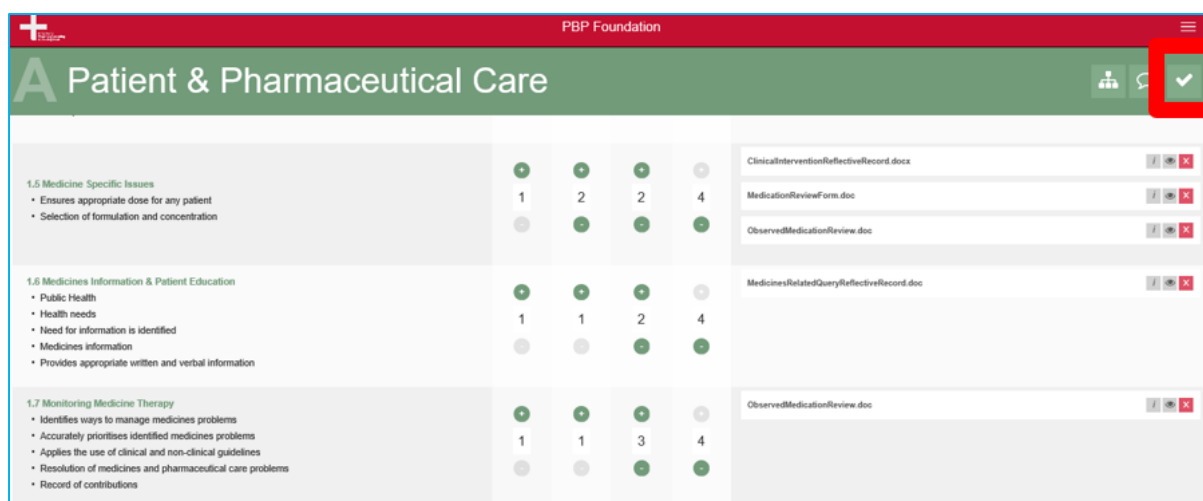 PBP Foundation
A Patient & Pharmaceutical Care
1.5 Medicine Specific Issues
• Ensures appropriate dose for any patient
• Selection of formulation and concentration
+ + + +
1 2 2 4
- - - -
ClinicalInterventionReflectiveRecord.docx i X
MedicationReviewForm.doc i X
ObservedMedicationReview.doc i X
1.6 Medicines Information & Patient Education
• Public Health
• Health needs
• Need for information is identified
• Medicines information
• Provides appropriate written and verbal information
+ + + +
1 1 2 4
- - - -
MedicinesRelatedQueryReflectiveRecord.doc i X
1.7 Monitoring Medicine Therapy
• Identifies ways to manage medicines problems
• Accurately prioritises identified medicines problems
• Applies the use of clinical and non-clinical guidelines
• Resolution of medicines and pharmaceutical care problems
• Record of contributions
+ + + +
1 1 3 4
- - - -
ObservedMedicationReview.doc i X